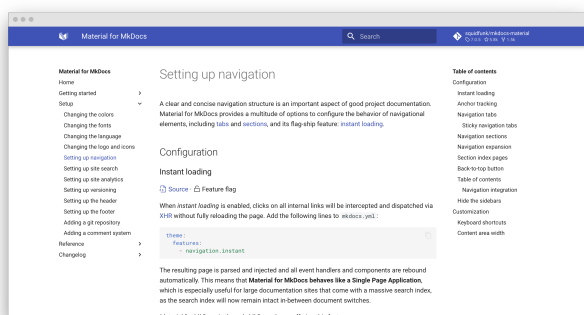 Material for MkDocs
Search
squidfunk/mkdocs-material
Material for MkDocs
Home
Getting started
Setup
Changing the colors
Changing the fonts
Changing the language
Changing the logo and icons
Setting up navigation
Setting up site search
Setting up site analytics
Setting up versioning
Setting up the header
Setting up the footer
Adding a git repository
Adding a comment system
Reference
Changelog
Setting up navigation
A clear and concise navigation structure is an important aspect of good project documentation.
Material for MkDocs provides a multitude of options to configure the behavior of navigational
elements, including tabs and sections, and its flag-ship feature: instant loading.
Configuration
Instant loading
Source · Feature flag
When instant loading is enabled, clicks on all internal links will be intercepted and dispatched via
XHR without fully reloading the page. Add the following lines to mkdocs.yml:
theme:
features:
- navigation.instant
The resulting page is parsed and injected and all event handlers and components are rebound
automatically. This means that Material for MkDocs behaves like a Single Page Application,
which is especially useful for large documentation sites that come with a massive search index,
as the search index will now remain intact in-between document switches.
Table of contents
Configuration
Instant loading
Anchor tracking
Navigation tabs
Sticky navigation tabs
Navigation sections
Navigation expansion
Section index pages
Back-to-top button
Table of contents
Navigation integration
Hide the sidebars
Customization
Keyboard shortcuts
Content area width